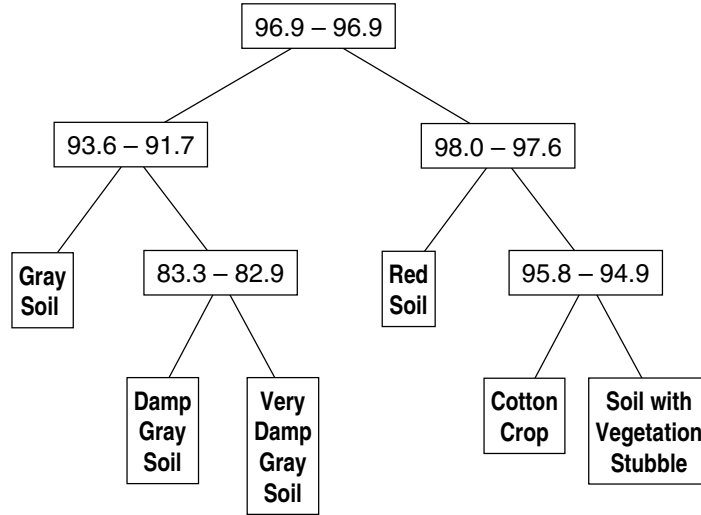 96.9 – 96.9
93.6 – 91.7
98.0 – 97.6
Gray
Soil
83.3 – 82.9
Red
Soil
95.8 – 94.9
Damp
Gray
Soil
Very
Damp
Gray
Soil
Cotton
Crop
Soil with
Vegetation
Stubble